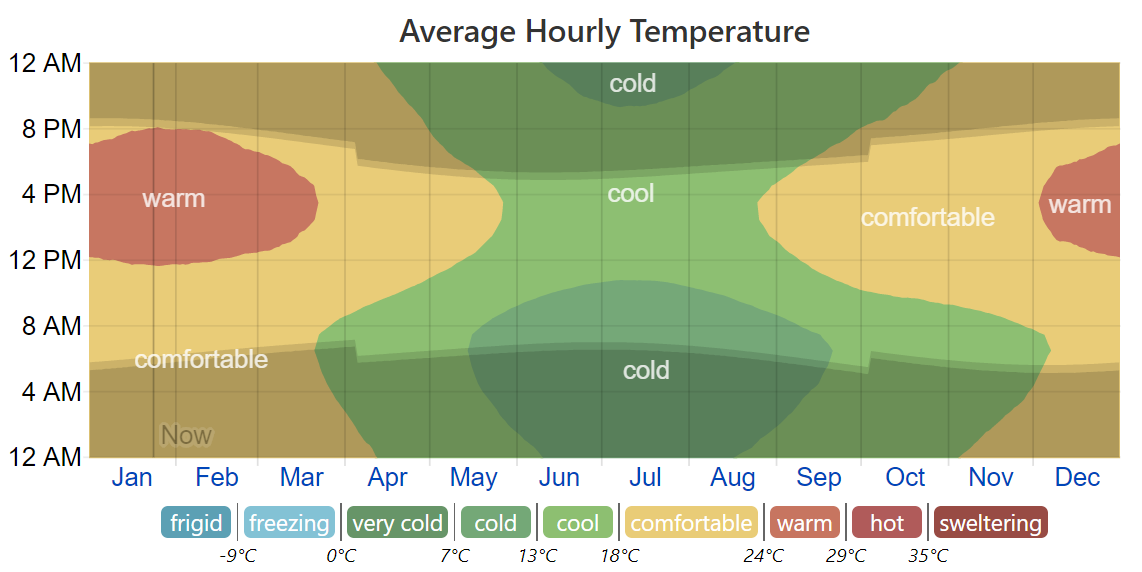 Average Hourly Temperature
12 AM
cold
8 PM
4 PM
warm
cool
comfortable
warm
12 PM
8 AM
comfortable
cold
4 AM
Now
12 AM
Jan Feb Mar Apr May Jun Jul Aug Sep Oct Nov Dec
frigid freezing very cold cold cool comfortable warm hot sweltering
-9°C 0°C 7°C 13°C 18°C 24°C 29°C 35°C